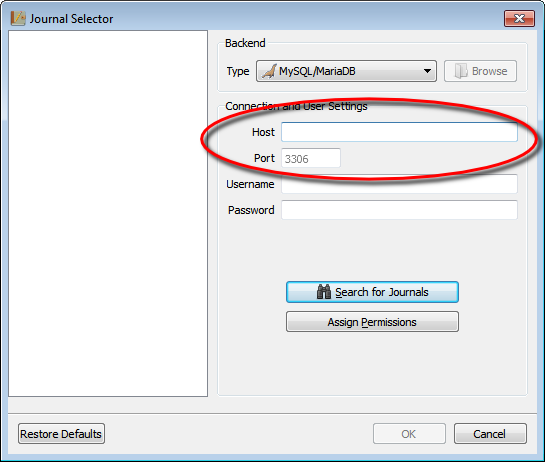 Journal Selector
Backend
Type MySQL/MariaDB Browse
Connection and User Settings
Host
Port 3306
Username
Password
Search for Journals
Assign Permissions
Restore Defaults OK Cancel